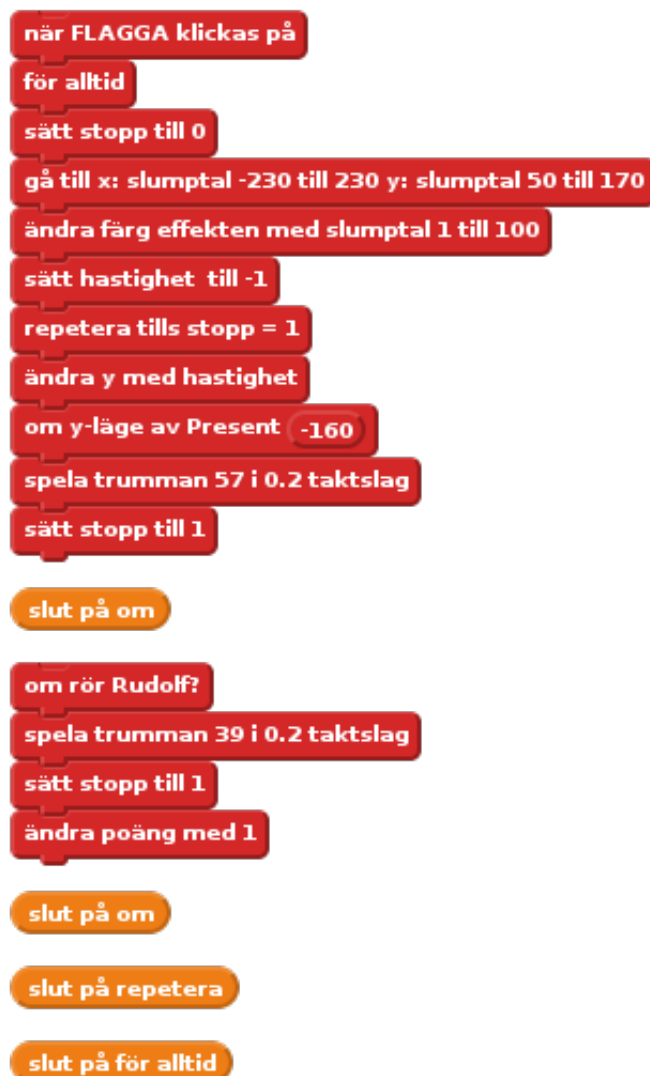 när FLAGGA klickas på
för alltid
sätt stopp till 0
gå till x: slumptal -230 till 230 y: slumptal 50 till 170
ändra färg effekten med slumptal 1 till 100
sätt hastighet till -1
repetera tills stopp = 1
ändra y med hastighet
om y-läge av Present -160
spela trumman 57 i 0.2 taktslag
sätt stopp till 1
slut på om
om rör Rudolf?
spela trumman 39 i 0.2 taktslag
sätt stopp till 1
ändra poäng med 1
slut på om
slut på repetera
slut på för alltid